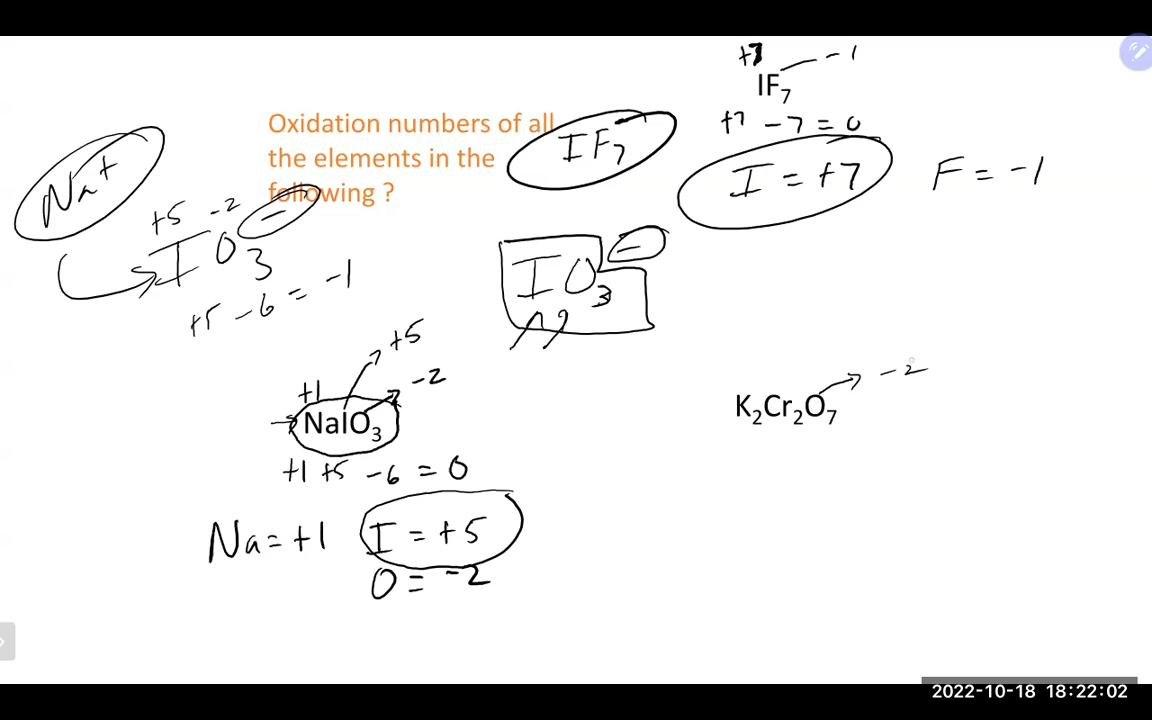 +7
-1
IF7
+7 -7 = 0
Oxidation numbers of all
the elements in the
following ?
IF7
I = +7
F = -1
Na+
+5 -2
IO3-
+5 -6 = -1
IO3-
+5
-2
+1
NaIO3
+1 +5 -6 = 0
Na = +1
I = +5
O = -2
-2
K2Cr2O7
2022-10-18 18:22:02